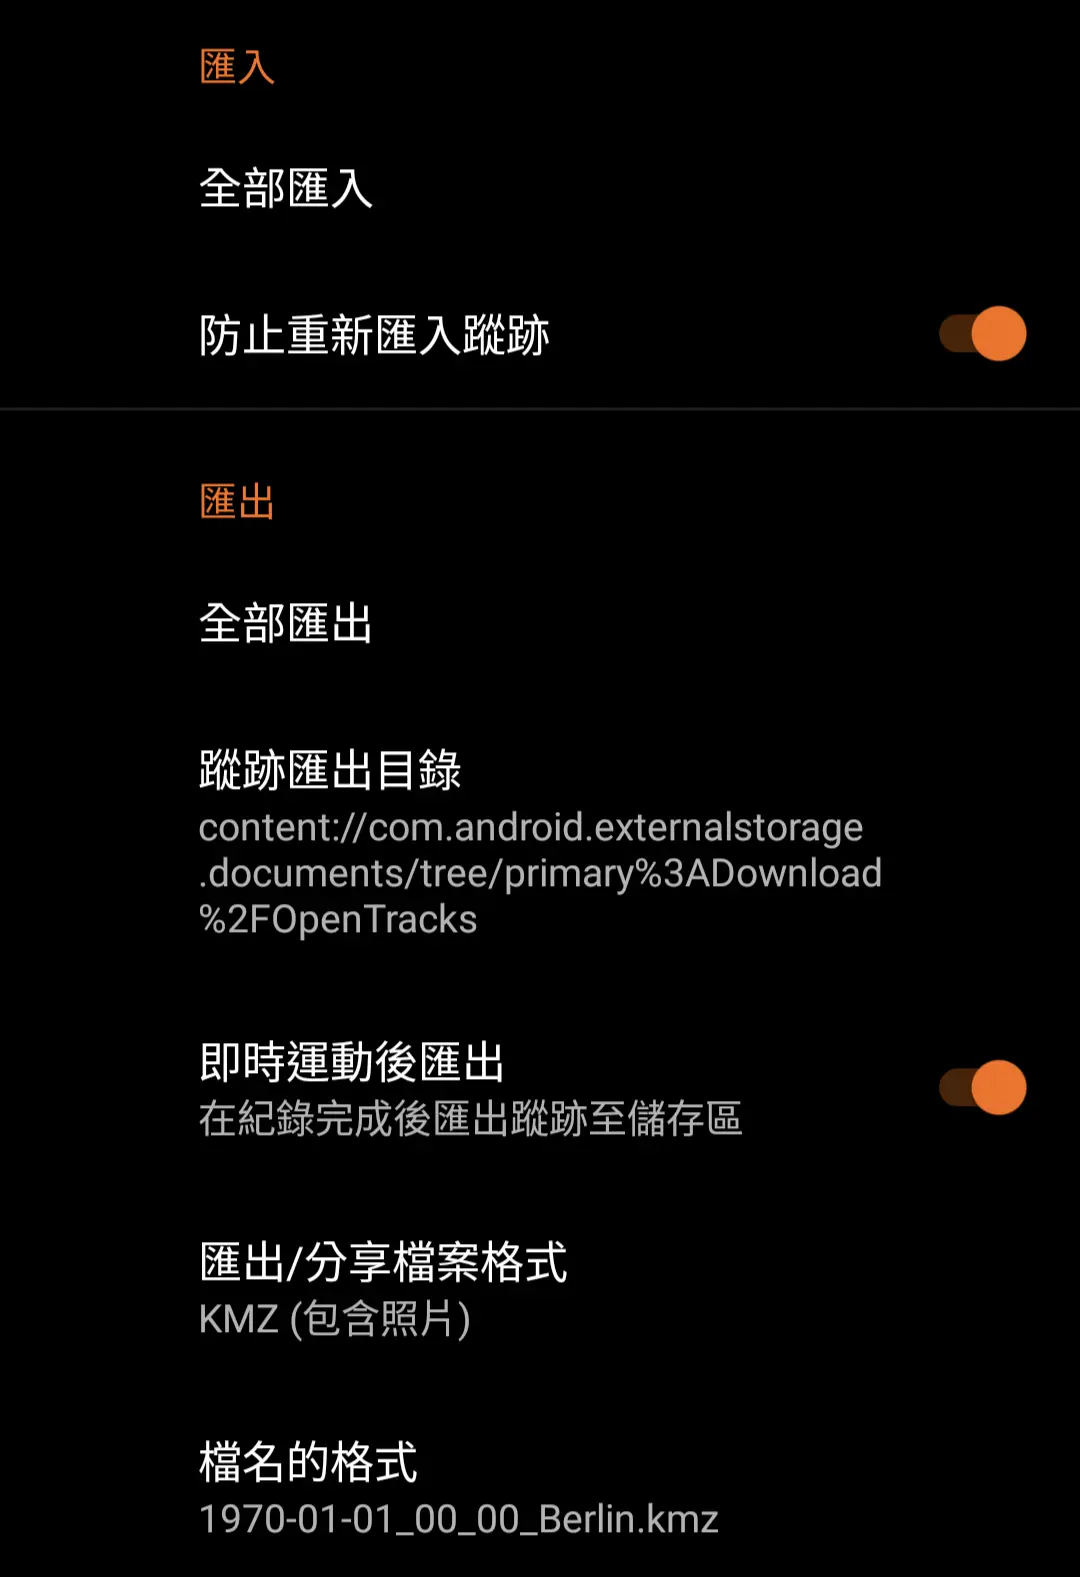 匯入
全部匯入
防止重新匯入蹤跡
匯出
全部匯出
蹤跡匯出目錄
content://com.android.externalstorage
.documents/tree/primary%3ADownload
%2FOpenTracks
即時運動後匯出
在紀錄完成後匯出蹤跡至儲存區
匯出/分享檔案格式
KMZ (包含照片)
檔名的格式
1970-01-01_00_00_Berlin.kmz